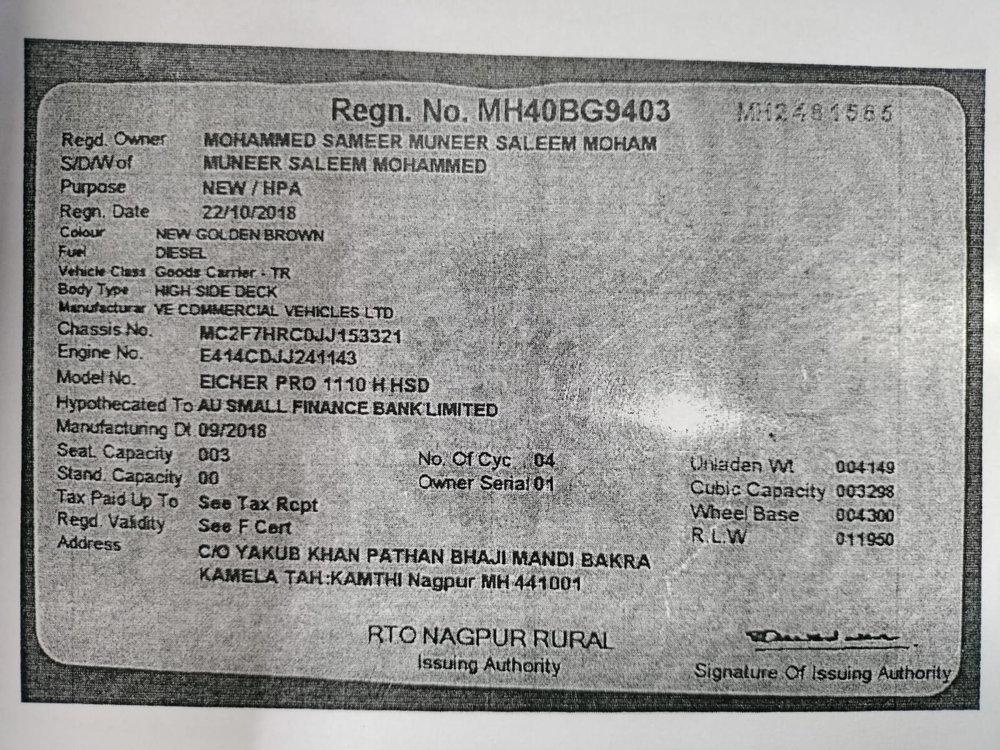 Regn. No. MH40BG9403 MH2481565
Regd. Owner MOHAMMED SAMEER MUNEER SALEEM MOHAM
S/D/W of MUNEER SALEEM MOHAMMED
Purpose NEW / HPA
Regn. Date 22/10/2018
Colour NEW GOLDEN BROWN
Fuel DIESEL
Vehicle Class Goods Carrier - TR
Body Type HIGH SIDE DECK
Manufacturar VE COMMERCIAL VEHICLES LTD
Chassis No. MC2F7HRC0JJ153321
Engine No. E414CDJJ241143
Model No. EICHER PRO 1110 H HSD
Hypothecated To AU SMALL FINANCE BANK LIMITED
Manufacturing Dt 09/2018
Seat. Capacity 003 No. Of Cyc 04 Unladen Wt 004149
Stand. Capacity 00 Owner Serial 01 Cubic Capacity 003298
Tax Paid Up To See Tax Rcpt Wheel Base 004300
Regd. Validity See F Cert R.L.W 011950
Address C/O YAKUB KHAN PATHAN BHAJI MANDI BAKRA
KAMELA TAH:KAMTHI Nagpur MH 441001
RTO NAGPUR RURAL
Issuing Authority Signature Of Issuing Authority